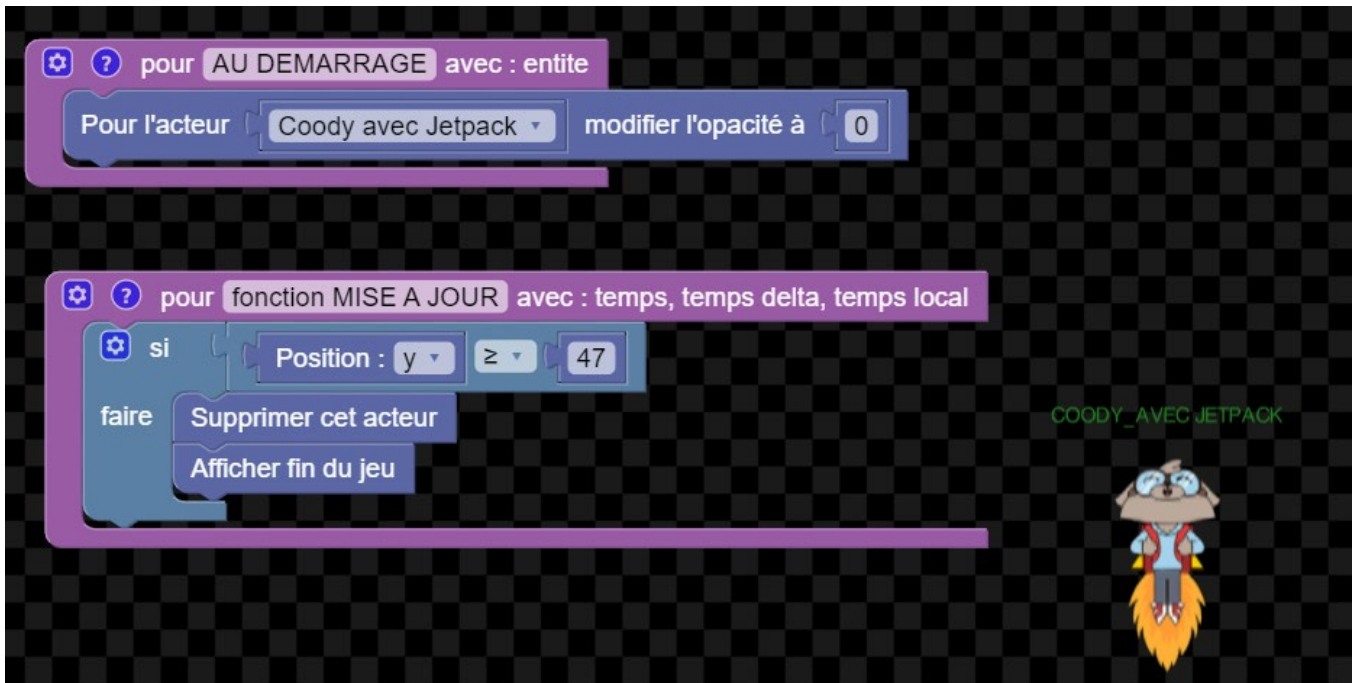 ? pour AU DEMARRAGE avec : entite
Pour l'acteur Coody avec Jetpack modifier l'opacité à 0
? pour fonction MISE A JOUR avec : temps, temps delta, temps local
si Position : y ≥ 47
faire Supprimer cet acteur
Afficher fin du jeu
COODY_AVEC JETPACK